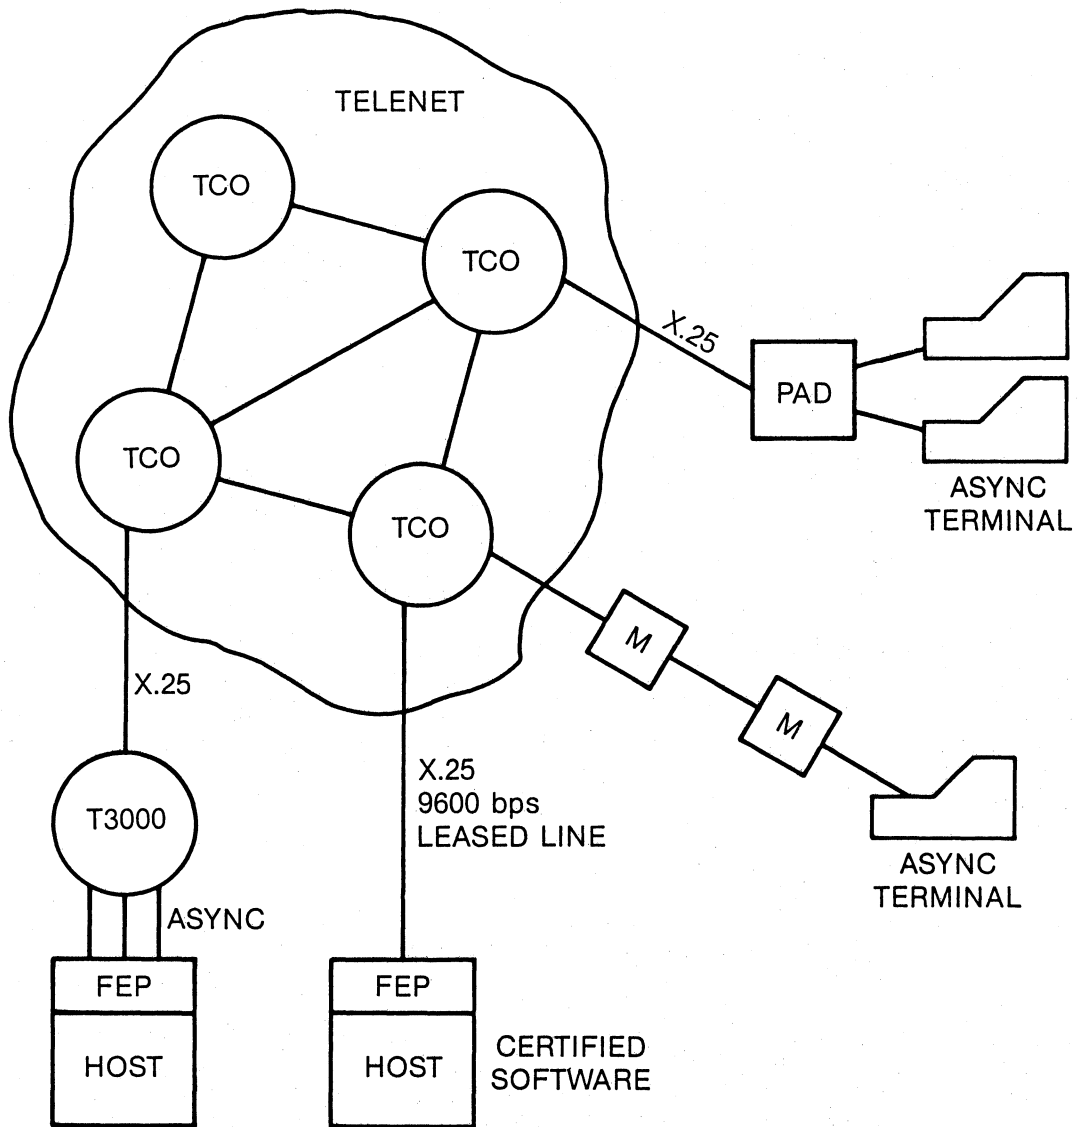 TELENET
TCO
TCO
X.25
PAD
TCO
TCO
ASYNC
TERMINAL
M
M
X.25
X.25
9600 bps
LEASED LINE
T3000
ASYNC
TERMINAL
ASYNC
FEP
FEP
HOST
HOST
CERTIFIED
SOFTWARE